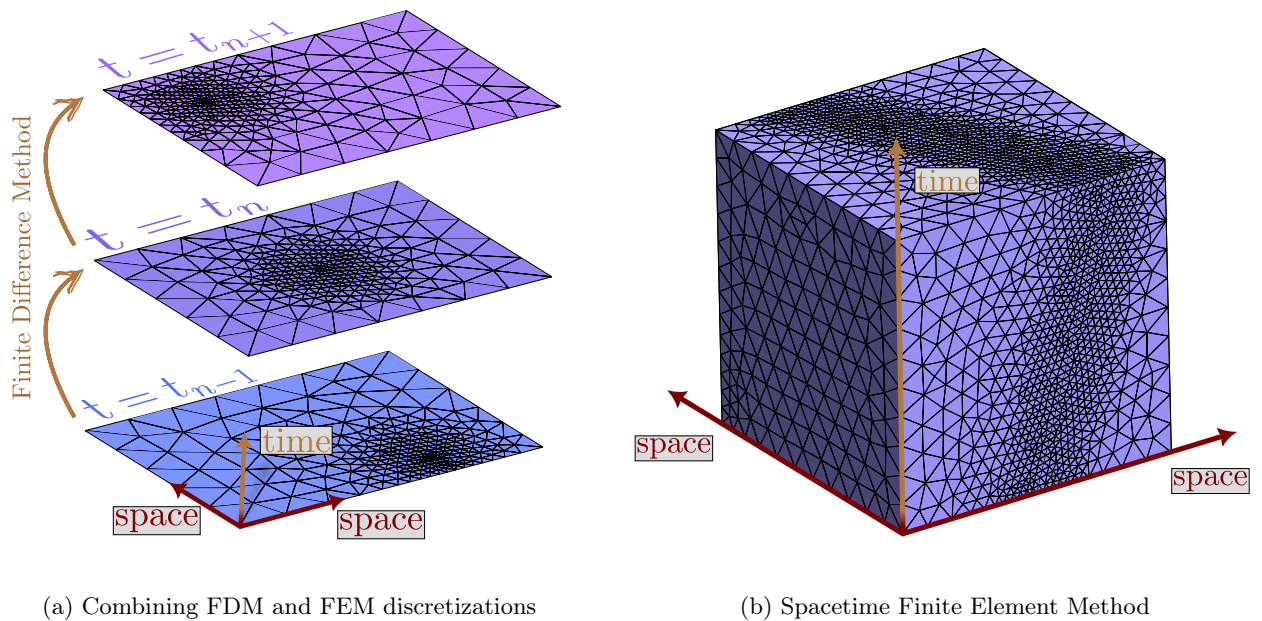 t = t_{n+1}
Finite Difference Method
t = t_n
t = t_{n-1}
time
space
space
time
space
space
(a) Combining FDM and FEM discretizations
(b) Spacetime Finite Element Method